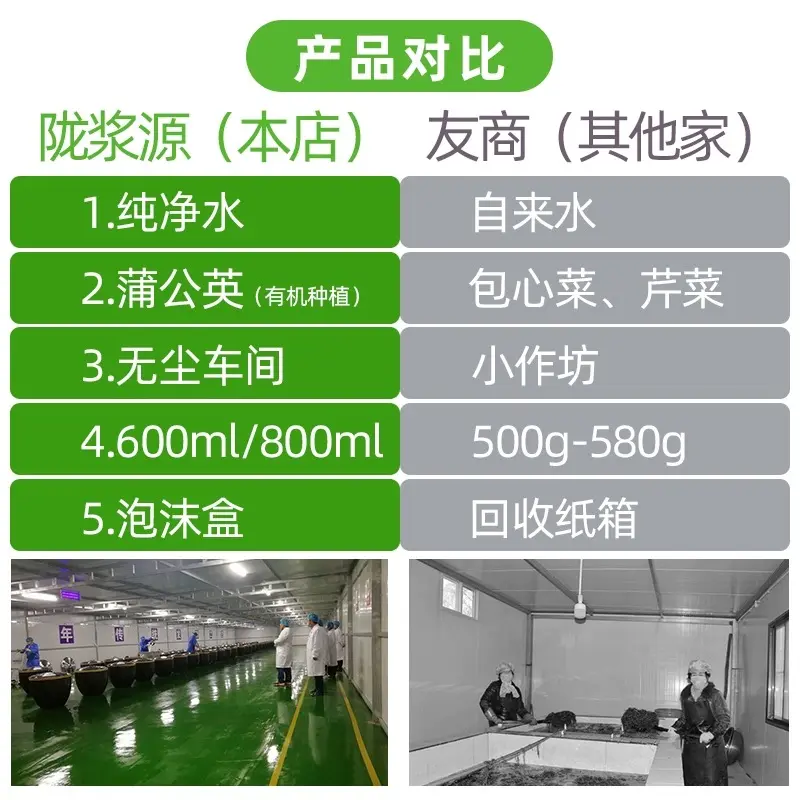 产品对比
陇浆源（本店） 友商（其他家）
1.纯净水 自来水
2.蒲公英（有机种植） 包心菜、芹菜
3.无尘车间 小作坊
4.600ml/800ml 500g-580g
5.泡沫盒 回收纸箱
年 传